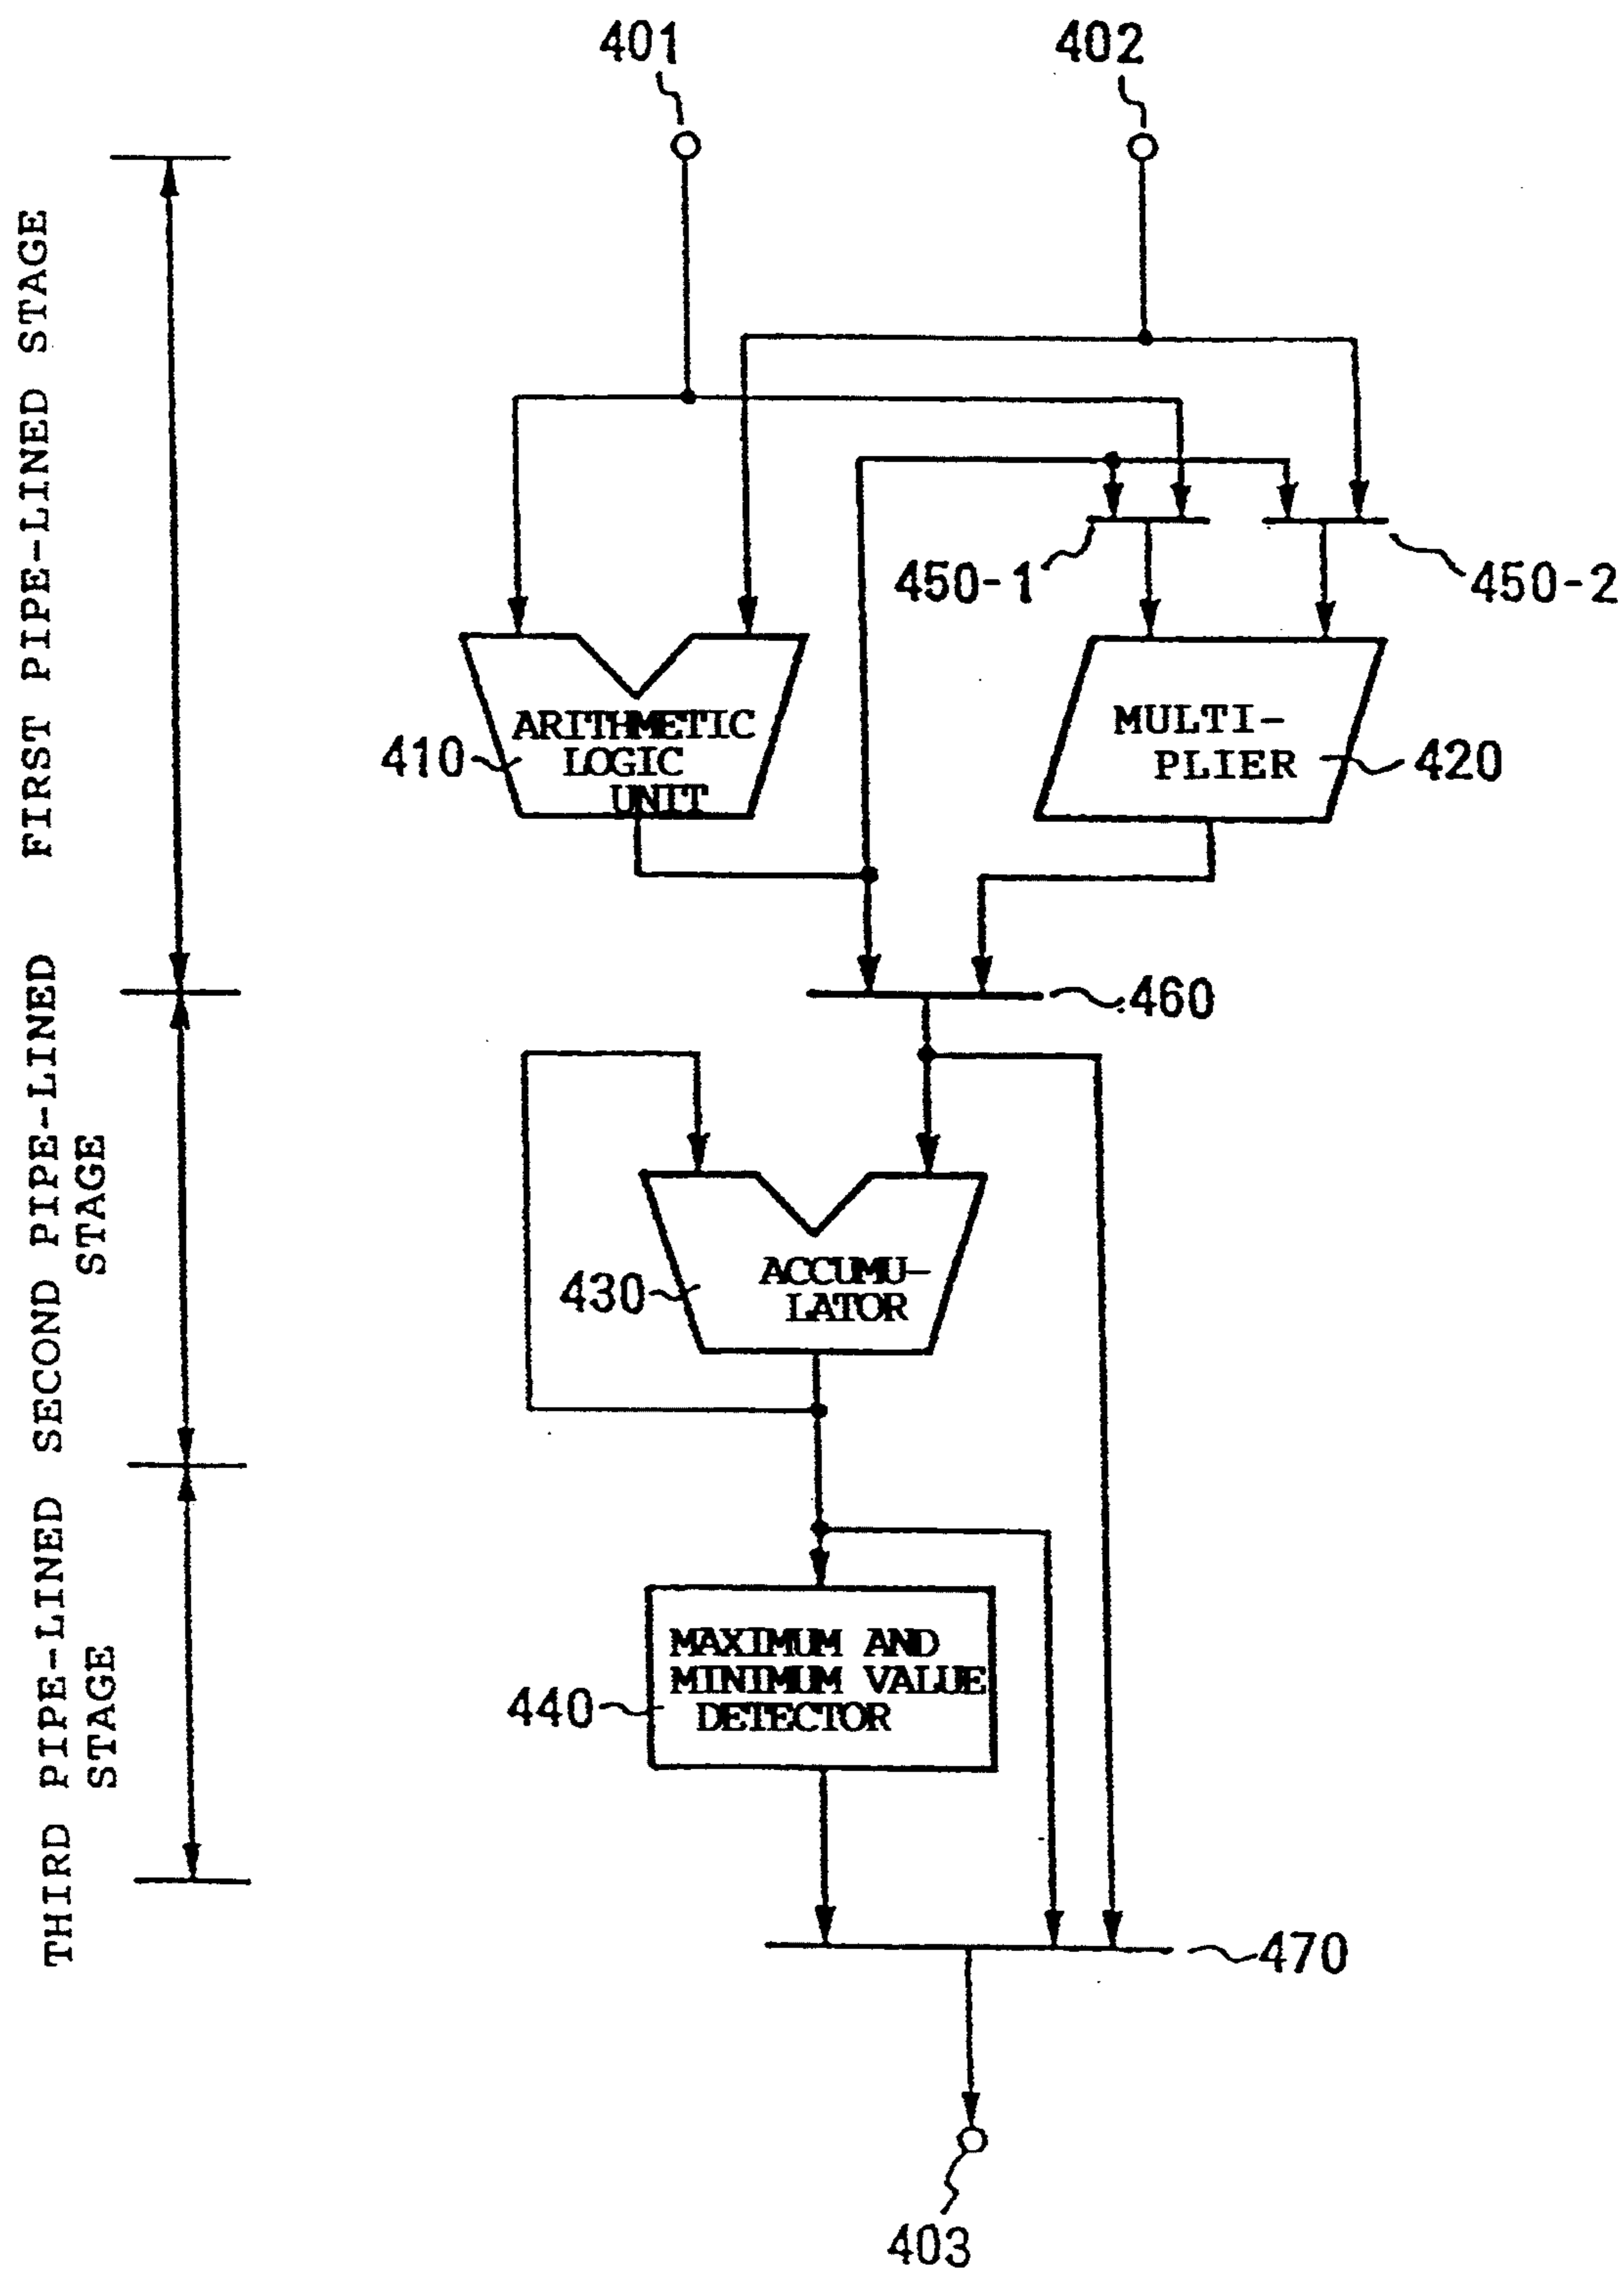 401
402
FIRST PIPE-LINED STAGE
450-1
450-2
ARITHMETIC
LOGIC
UNIT
410
MULTI-
PLIER
420
460
SECOND PIPE-LINED
STAGE
ACCUMU-
LATOR
430
THIRD PIPE-LINED
STAGE
MAXIMUM AND
MINIMUM VALUE
DETECTOR
440
470
403